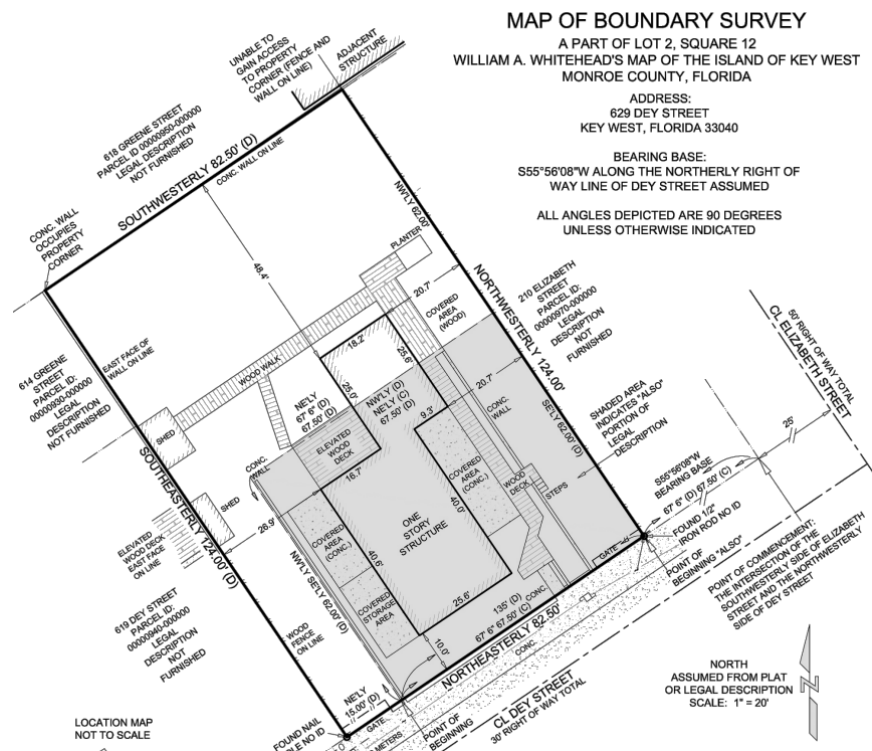 MAP OF BOUNDARY SURVEY
A PART OF LOT 2, SQUARE 12
WILLIAM A. WHITEHEAD'S MAP OF THE ISLAND OF KEY WEST
MONROE COUNTY, FLORIDA
ADDRESS:
629 DEY STREET
KEY WEST, FLORIDA 33040
BEARING BASE:
S55°56'08"W ALONG THE NORTHERLY RIGHT OF
WAY LINE OF DEY STREET ASSUMED
ALL ANGLES DEPICTED ARE 90 DEGREES
UNLESS OTHERWISE INDICATED
UNABLE TO
GAIN ACCESS
TO PROPERTY
CORNER (FENCE AND
WALL ON LINE)
ADJACENT
STRUCTURE
618 GREENE STREET
PARCEL ID 00000950-000000
LEGAL DESCRIPTION
NOT FURNISHED
SOUTHWESTERLY 82.50' (D)
CONC. WALL ON LINE
CONC. WALL
OCCUPIES
PROPERTY
CORNER
NW'LY 62.00'
PLANTER
48.4'
20.7'
NORTHWESTERLY 124.00'
210 ELIZABETH
STREET
PARCEL ID:
00000970-000000
LEGAL
DESCRIPTION
NOT
FURNISHED
COVERED
AREA
(WOOD)
50' RIGHT OF WAY TOTAL
CL ELIZABETH STREET
614 GREENE
STREET
PARCEL ID:
00000930-000000
LEGAL
DESCRIPTION
NOT FURNISHED
EAST FACE OF
WALL ON LINE
WOOD WALK
18.2'
25.6'
25.0'
NE'LY
67' 6" (D)
67.50' (D)
NW'LY (D)
NE'LY (C)
67.50' (D)
20.7'
9.3'
CONC.
WALL
SE'LY 62.00' (D)
SHADED AREA
INDICATES "ALSO"
PORTION OF
LEGAL
DESCRIPTION
25'
SHED
SOUTHEASTERLY 124.00' (D)
CONC.
WALL
ELEVATED
WOOD
DECK
16.7'
COVERED
AREA
(CONC.)
WOOD
DECK
STEPS
S55°56'08"W
BEARING BASE
67' 6" (D) 67.50' (C)
SHED
26.9'
ELEVATED
WOOD DECK
EAST FACE
ON LINE
COVERED
AREA
(CONC.)
ONE
STORY
STRUCTURE
40.0'
40.6'
25.6'
NW'LY SE'LY 62.00' (D)
COVERED
STORAGE
AREA
FOUND 1/2"
IRON ROD NO ID
GATE
POINT OF
BEGINNING "ALSO"
POINT OF COMMENCEMENT:
THE INTERSECTION OF THE
SOUTHWESTERLY SIDE OF ELIZABETH
STREET AND THE NORTHWESTERLY
SIDE OF DEY STREET
619 DEY STREET
PARCEL ID:
00000940-000000
LEGAL
DESCRIPTION
NOT
FURNISHED
WOOD
FENCE
ON LINE
10.0'
135' (D)
67' 6" 67.50' (C)
CONC.
NORTHEASTERLY 82.50'
CONC.
NE'LY
15.00' (D)
GATE
POINT OF
BEGINNING
CL DEY STREET
30' RIGHT OF WAY TOTAL
NORTH
ASSUMED FROM PLAT
OR LEGAL DESCRIPTION
SCALE: 1" = 20'
N
LOCATION MAP
NOT TO SCALE
FOUND NAIL
NO ID
METERS